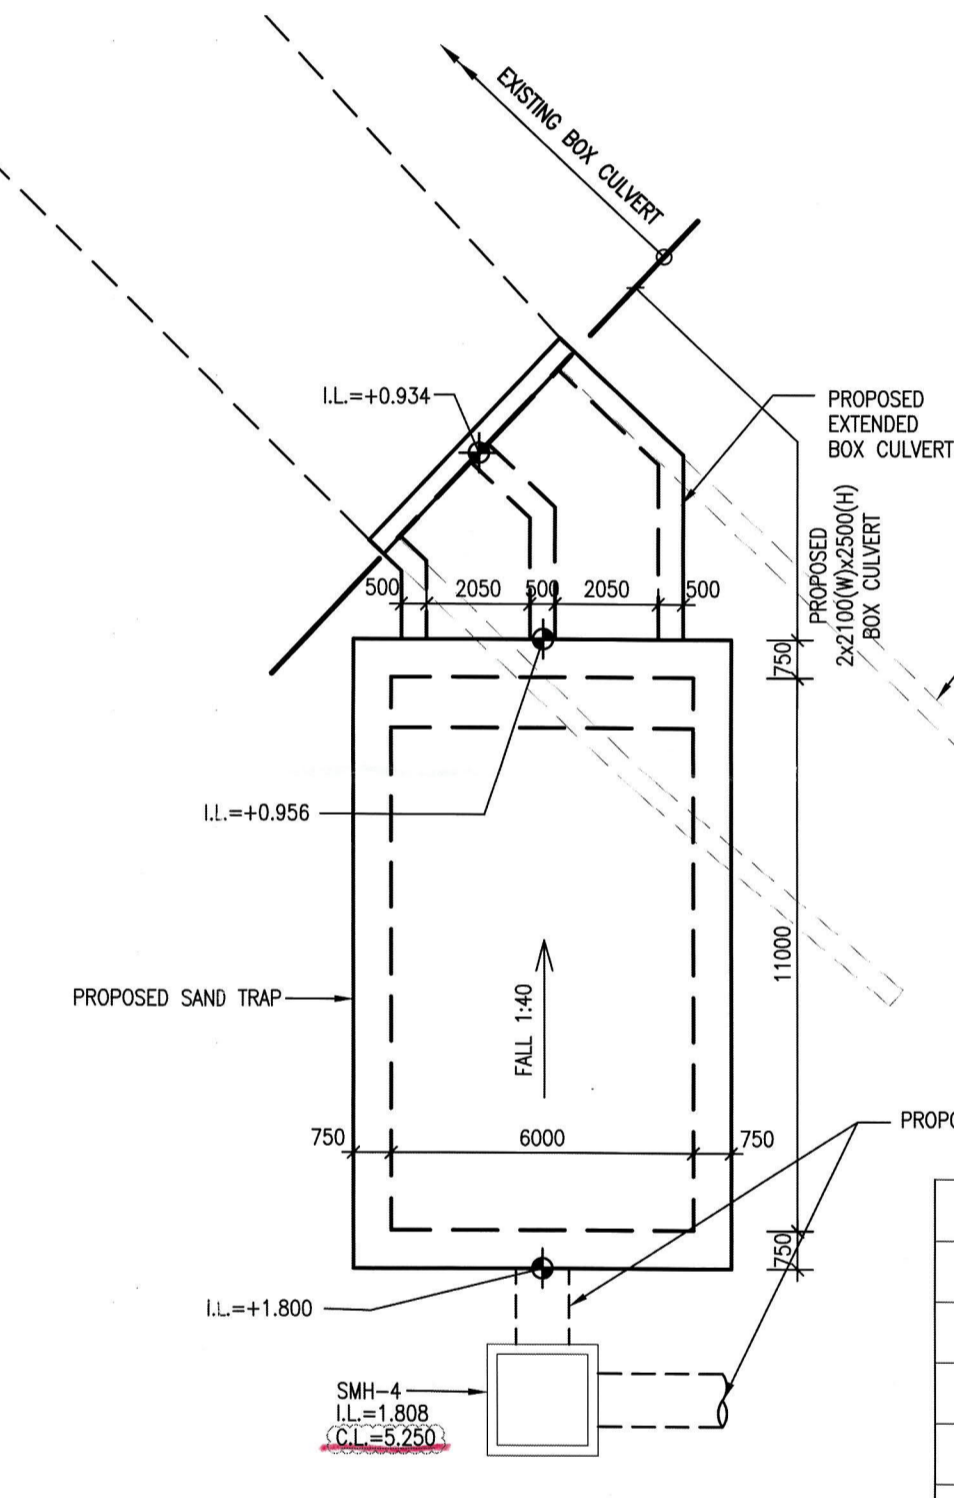 EXISTING BOX CULVERT
I.L.=+0.934
PROPOSED
EXTENDED
BOX CULVERT
PROPOSED
2x2100(W)x2500(H)
BOX CULVERT
500
2050
500
2050
500
750
I.L.=+0.956
11000
PROPOSED SAND TRAP
FALL 1:40
750
6000
750
PROPO
750
I.L.=+1.800
SMH-4
I.L.=1.808
C.L.=5.250